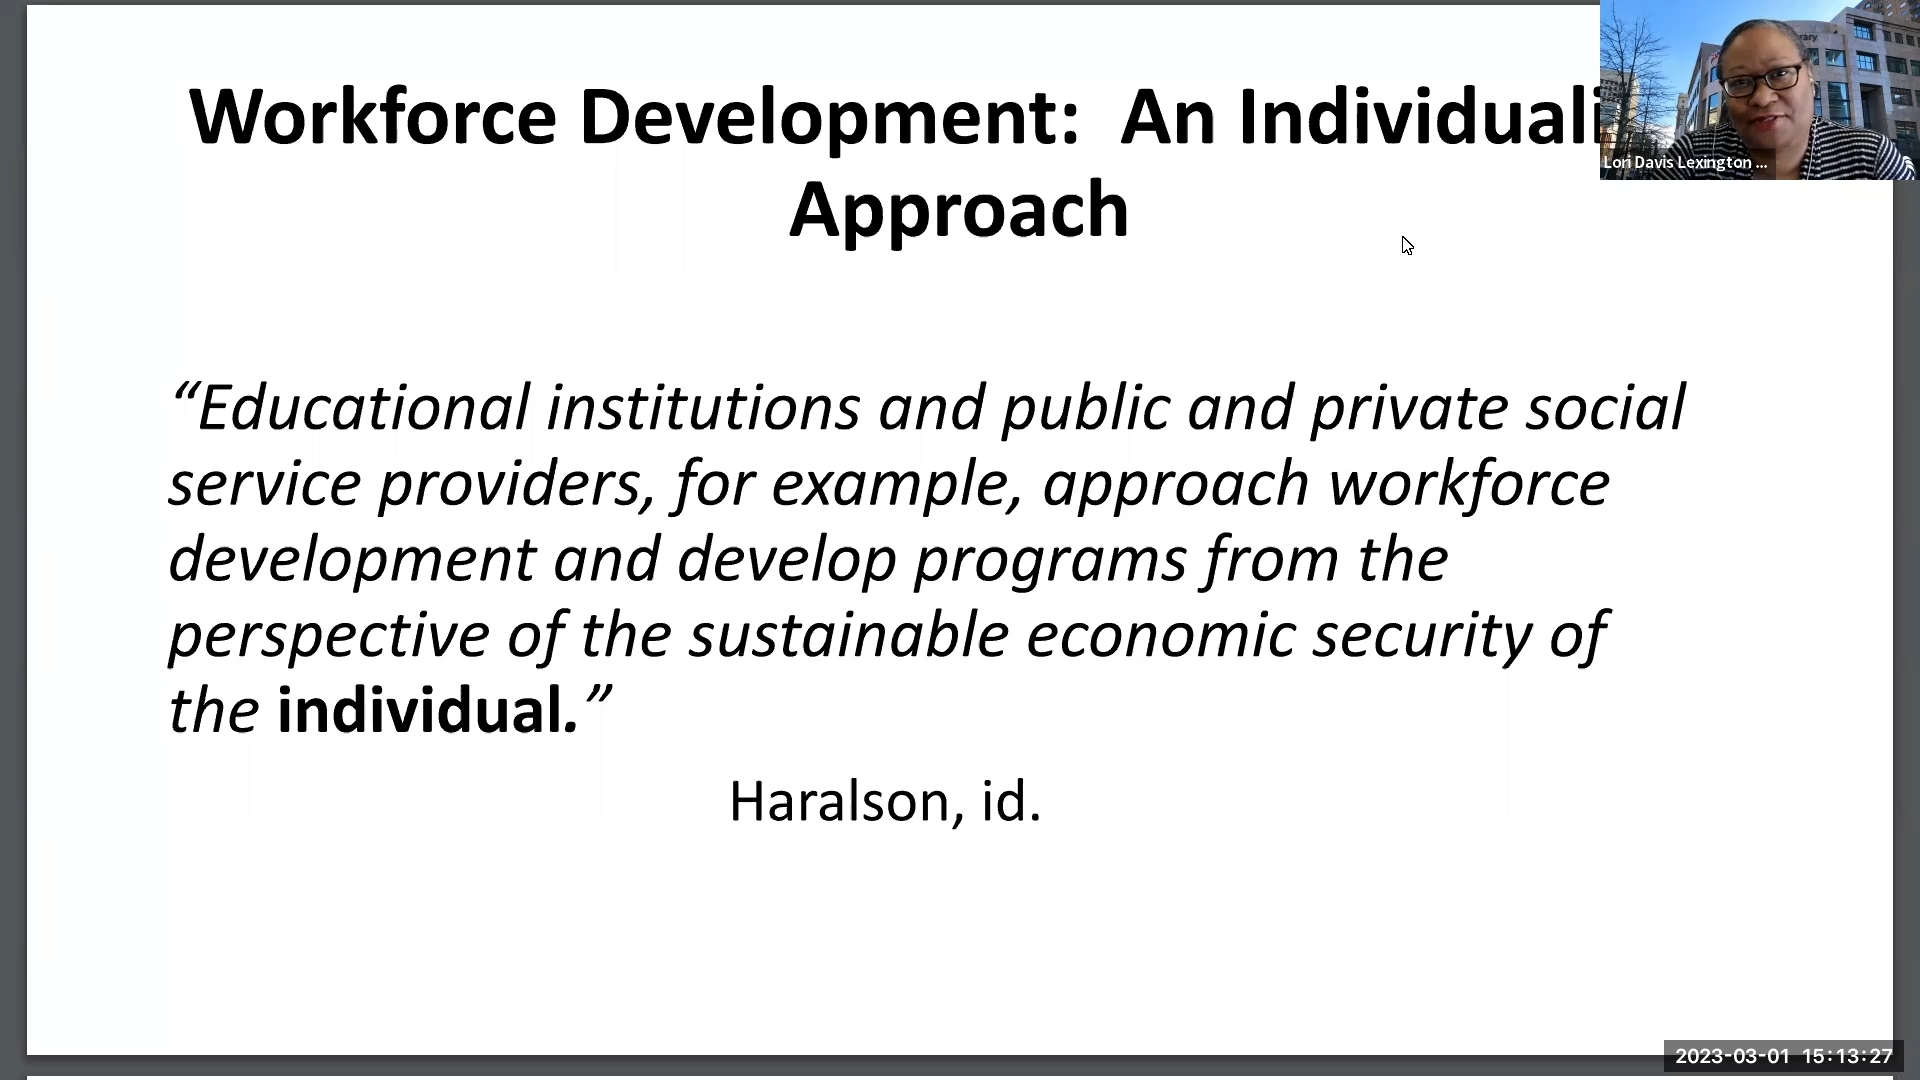 Workforce Development:  An Individuali
Approach
“Educational institutions and public and private social
service providers, for example, approach workforce
development and develop programs from the
perspective of the sustainable economic security of
the individual.”
Haralson, id.
rary
Lori Davis Lexington ...
2023-03-01 15:13:27